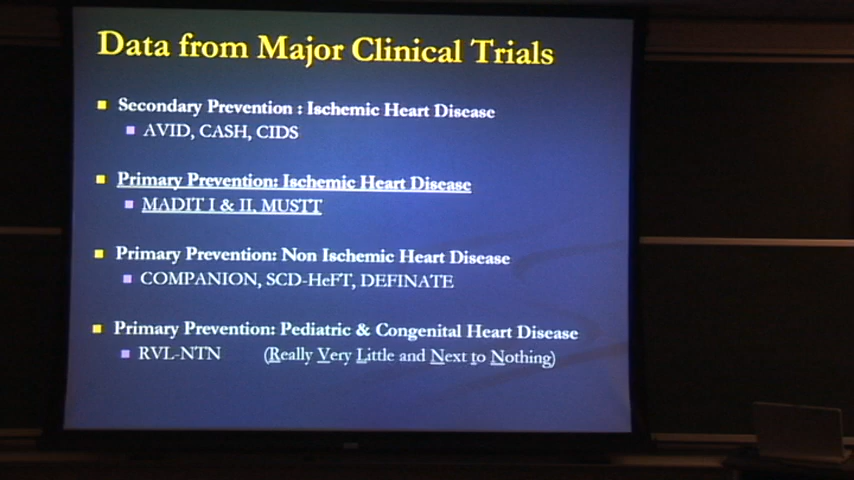 Data from Major Clinical Trials
Secondary Prevention : Ischemic Heart Disease
AVID, CASH, CIDS
Primary Prevention: Ischemic Heart Disease
MADIT I & II, MUSTT
Primary Prevention: Non Ischemic Heart Disease
COMPANION, SCD-HeFT, DEFINATE
Primary Prevention: Pediatric & Congenital Heart Disease
RVL-NTN (Really Very Little and Next to Nothing)